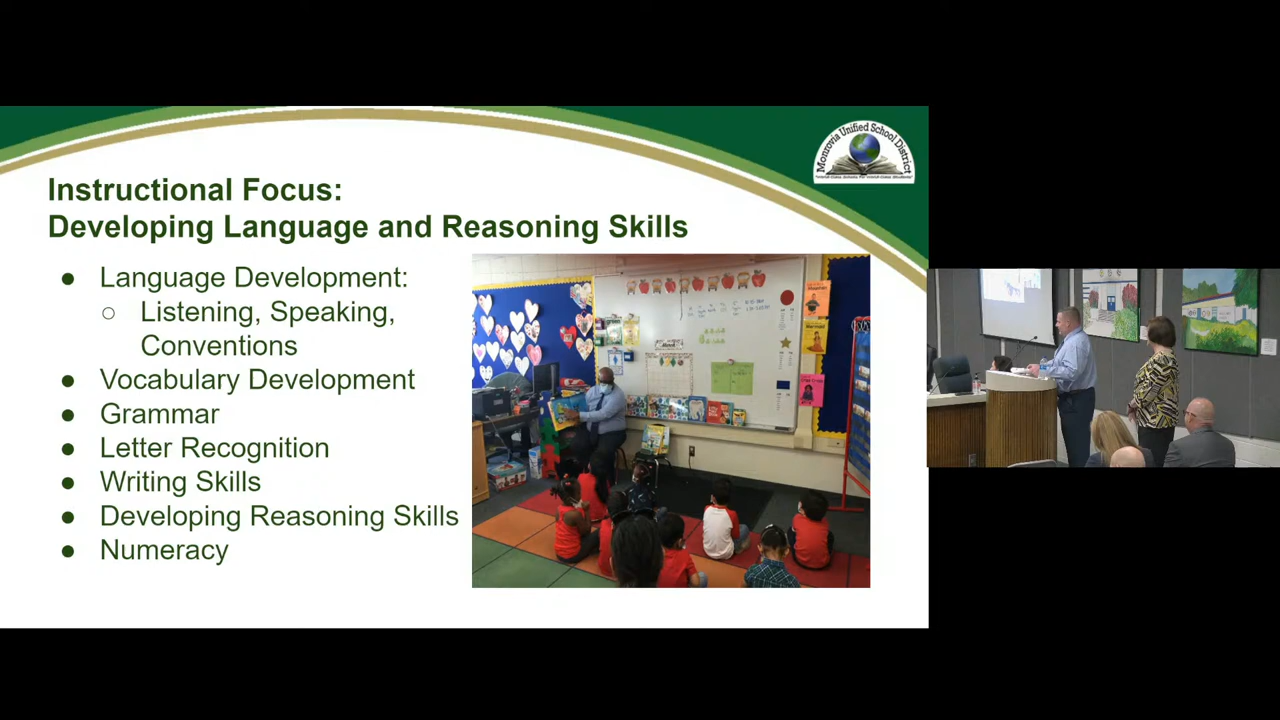 Monrovia Unified School District
Instructional Focus:
Developing Language and Reasoning Skills
● Language Development:
○ Listening, Speaking,
Conventions
● Vocabulary Development
● Grammar
● Letter Recognition
● Writing Skills
● Developing Reasoning Skills
● Numeracy